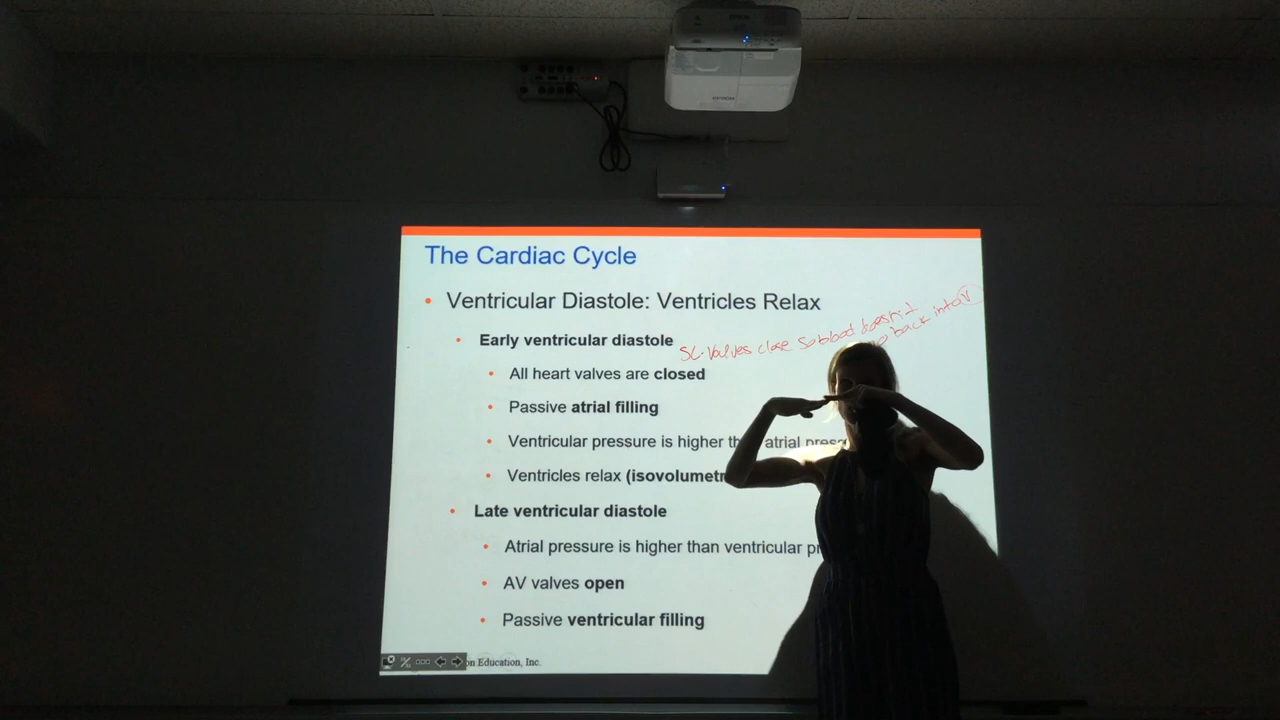 EPSON
The Cardiac Cycle
Ventricular Diastole: Ventricles Relax
Early ventricular diastole
SL valves close so blood doesn't
back into V
All heart valves are closed
Passive atrial filling
Ventricular pressure is higher th atrial pres
Ventricles relax (isovolumetr
Late ventricular diastole
Atrial pressure is higher than ventricular p
AV valves open
Passive ventricular filling
on Education, Inc.